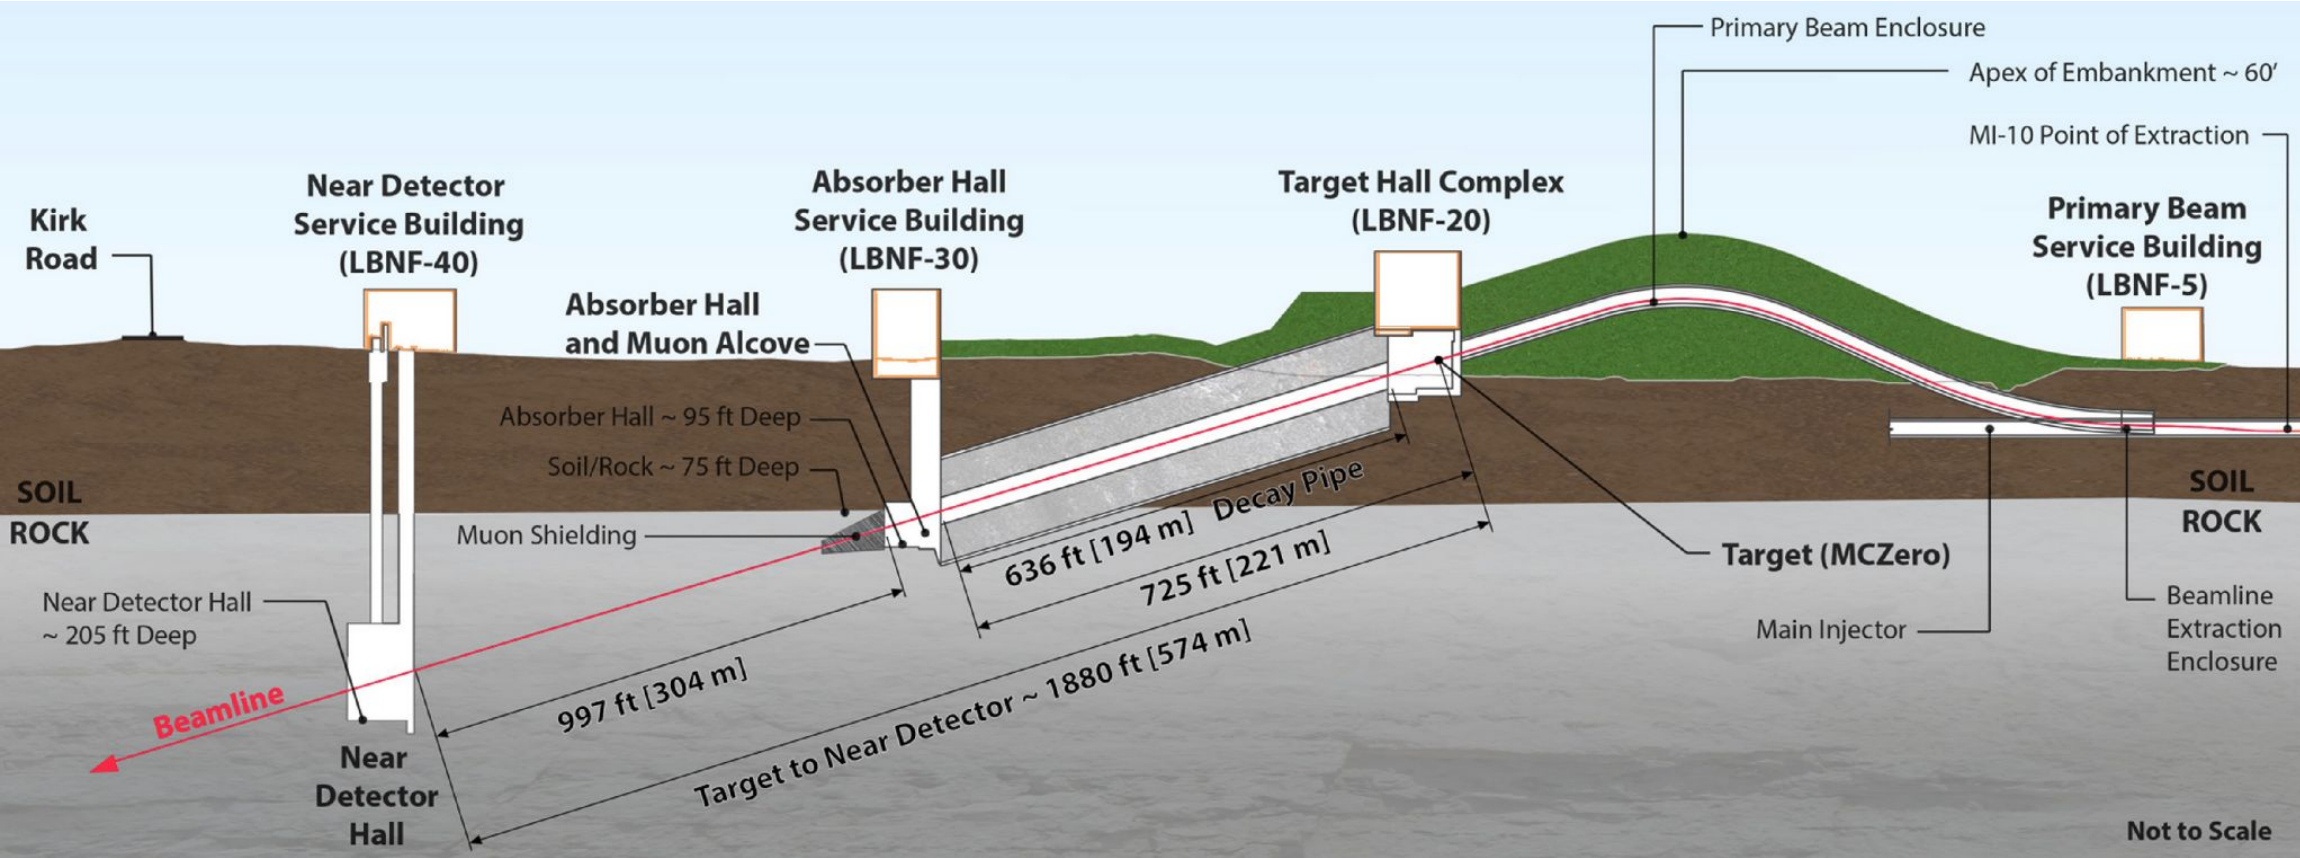 Primary Beam Enclosure
Apex of Embankment ~ 60′
MI-10 Point of Extraction
Near Detector
Service Building
(LBNF-40)
Absorber Hall
Service Building
(LBNF-30)
Target Hall Complex
(LBNF-20)
Primary Beam
Service Building
(LBNF-5)
Kirk
Road
Absorber Hall
and Muon Alcove
Absorber Hall ~ 95 ft Deep
Soil/Rock ~ 75 ft Deep
SOIL
ROCK
Muon Shielding
636 ft [194 m] Decay Pipe
725 ft [221 m]
SOIL
ROCK
Target (MCZero)
Near Detector Hall
~ 205 ft Deep
Main Injector
Beamline
Extraction
Enclosure
Beamline
997 ft [304 m]
Target to Near Detector ~ 1880 ft [574 m]
Near
Detector
Hall
Not to Scale